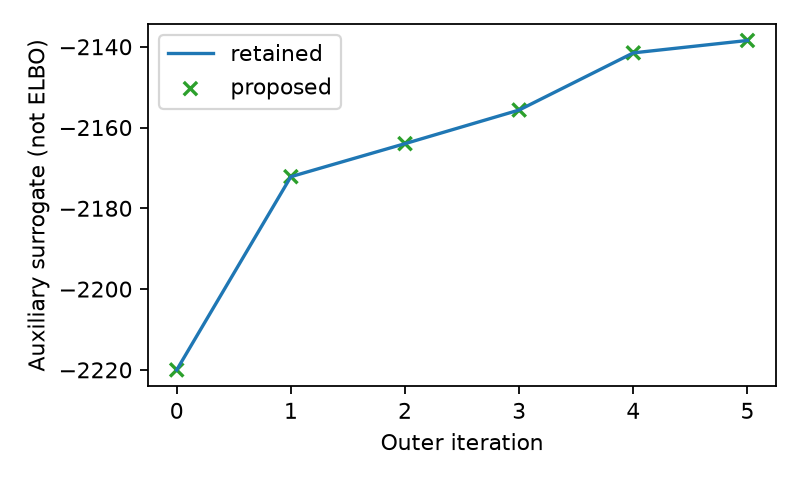 retained
proposed
Auxiliary surrogate (not ELBO)
−2140
−2160
−2180
−2200
−2220
0 1 2 3 4 5
Outer iteration